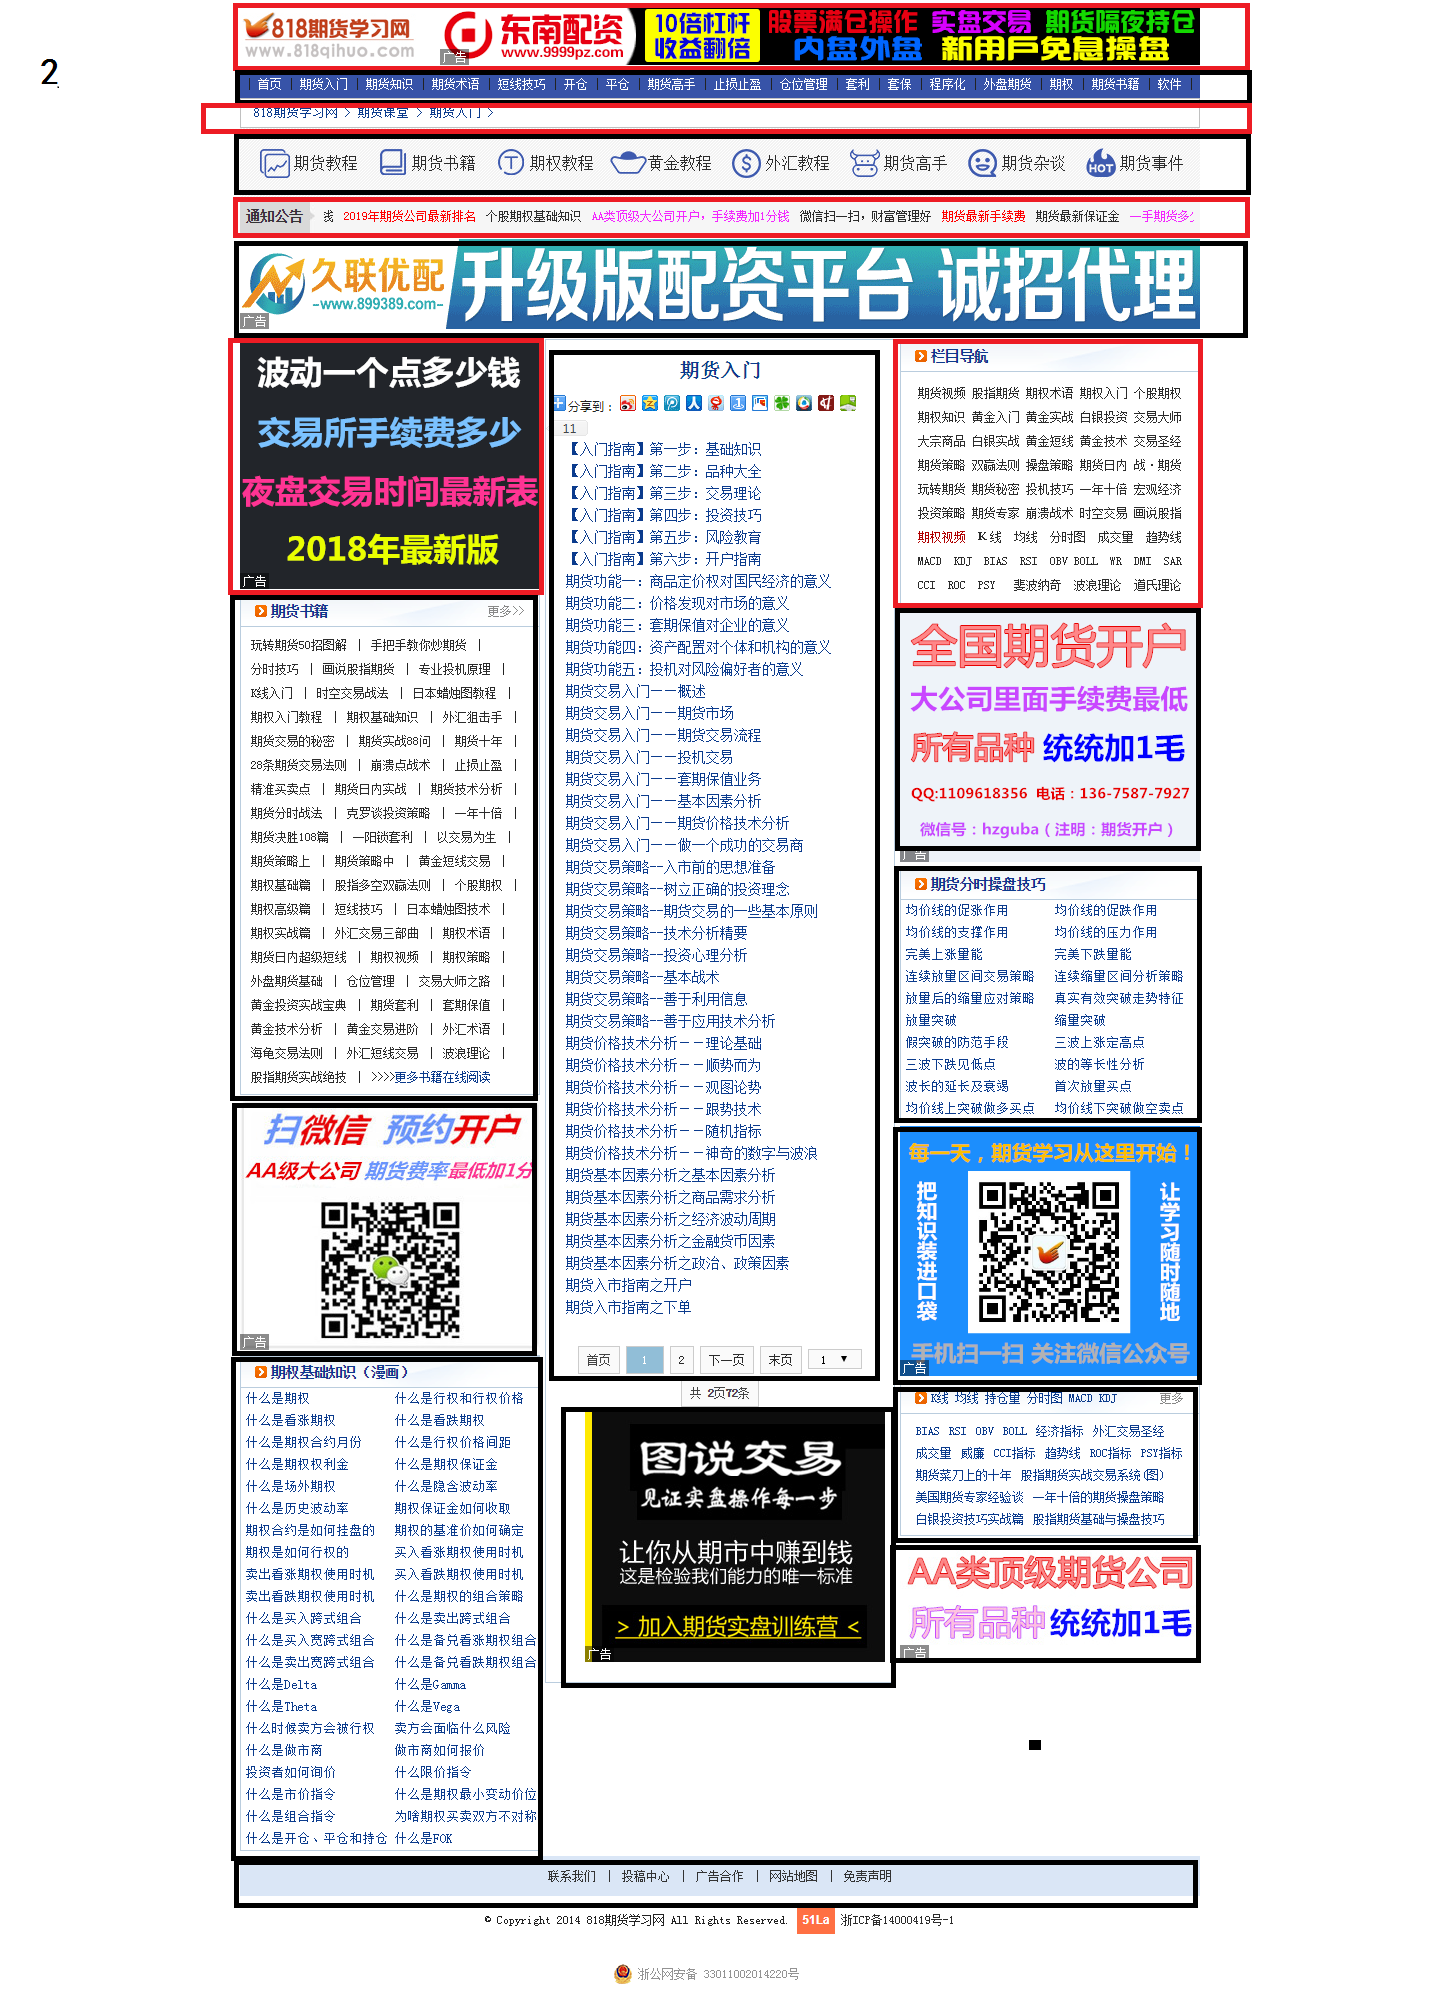 2
818期货学习网
www.818qihuo.com
东南配资
www.9999pz.com
10倍杠杆
收益翻倍
股票满仓操作 实盘交易 期货隔夜持仓
内盘外盘 新用戶免息操盘
广告
首页 | 期货入门 | 期货知识 | 期货术语 | 短线技巧 | 开仓 | 平仓 | 期货高手 | 止损止盈 | 仓位管理 | 套利 | 套保 | 程序化 | 外盘期货 | 期权 | 期货书籍 | 软件 |
818期货学习网 > 期货课堂 > 期货入门 >
期货教程 期货书籍 期权教程 黄金教程 外汇教程 期货高手 期货杂谈 HOT 期货事件
通知公告 2019年期货公司最新排名 个股期权基础知识 AA类顶级大公司开户，手续费加1分钱 微信扫一扫，财富管理好 期货最新手续费 期货最新保证金 一手期货多
久联优配
-www.899389.com-
升级版配资平台 诚招代理
广告
波动一个点多少钱
交易所手续费多少
夜盘交易时间最新表
2018年最新版
广告
期货书籍 更多>>
玩转期货50招图解 | 手把手教你炒期货 |
分时技巧 | 画说股指期货 | 专业投机原理 |
K线入门 | 时空交易战法 | 日本蜡烛图教程 |
期权入门教程 | 期权基础知识 | 外汇狙击手 |
期货交易的秘密 | 期货实战88问 | 期货十年 |
28条期货交易法则 | 崩溃点战术 | 止损止盈 |
精准买卖点 | 期货日内实战 | 期货技术分析 |
期货分时战法 | 克罗谈投资策略 | 一年十倍 |
期货决胜108篇 | 一阳锁套利 | 以交易为生 |
期货策略上 | 期货策略中 | 黄金短线交易 |
期权基础篇 | 股指多空双赢法则 | 个股期权 |
期权高级篇 | 短线技巧 | 日本蜡烛图技术 |
期权实战篇 | 外汇交易三部曲 | 期权术语 |
期货日内超级短线 | 期权视频 | 期权策略 |
外盘期货基础 | 仓位管理 | 交易大师之路 |
黄金投资实战宝典 | 期货套利 | 套期保值 |
黄金技术分析 | 黄金交易进阶 | 外汇术语 |
海龟交易法则 | 外汇短线交易 | 波浪理论 |
股指期货实战绝技 | >>>>更多书籍在线阅读
扫微信 预约开户
AA级大公司 期货费率最低加1分
广告
期权基础知识（漫画）
什么是期权 什么是行权和行权价格
什么是看涨期权 什么是看跌期权
什么是期权合约月份 什么是行权价格间距
什么是期权权利金 什么是期权保证金
什么是场外期权 什么是隐含波动率
什么是历史波动率 期权保证金如何收取
期权合约是如何挂盘的 期权的基准价如何确定
期权是如何行权的 买入看涨期权使用时机
卖出看涨期权使用时机 买入看跌期权使用时机
卖出看跌期权使用时机 什么是期权的组合策略
什么是买入跨式组合 什么是卖出跨式组合
什么是买入宽跨式组合 什么是备兑看涨期权组合
什么是卖出宽跨式组合 什么是备兑看跌期权组合
什么是Delta 什么是Gamma
什么是Theta 什么是Vega
什么时候卖方会被行权 卖方会面临什么风险
什么是做市商 做市商如何报价
投资者如何询价 什么限价指令
什么是市价指令 什么是期权最小变动价位
什么是组合指令 为啥期权买卖双方不对称
什么是开仓、平仓和持仓 什么是FOK
期货入门
分享到：
11
【入门指南】第一步：基础知识
【入门指南】第二步：品种大全
【入门指南】第三步：交易理论
【入门指南】第四步：投资技巧
【入门指南】第五步：风险教育
【入门指南】第六步：开户指南
期货功能一：商品定价权对国民经济的意义
期货功能二：价格发现对市场的意义
期货功能三：套期保值对企业的意义
期货功能四：资产配置对个体和机构的意义
期货功能五：投机对风险偏好者的意义
期货交易入门——概述
期货交易入门——期货市场
期货交易入门——期货交易流程
期货交易入门——投机交易
期货交易入门——套期保值业务
期货交易入门——基本因素分析
期货交易入门——期货价格技术分析
期货交易入门——做一个成功的交易商
期货交易策略--入市前的思想准备
期货交易策略--树立正确的投资理念
期货交易策略--期货交易的一些基本原则
期货交易策略--技术分析精要
期货交易策略--投资心理分析
期货交易策略--基本战术
期货交易策略--善于利用信息
期货交易策略--善于应用技术分析
期货价格技术分析－－理论基础
期货价格技术分析－－顺势而为
期货价格技术分析－－观图论势
期货价格技术分析－－跟势技术
期货价格技术分析－－随机指标
期货价格技术分析－－神奇的数字与波浪
期货基本因素分析之基本因素分析
期货基本因素分析之商品需求分析
期货基本因素分析之经济波动周期
期货基本因素分析之金融货币因素
期货基本因素分析之政治、政策因素
期货入市指南之开户
期货入市指南之下单
首页 1 2 下一页 末页 1
共 2页72条
图说交易
见证实盘操作每一步
让你从期市中赚到钱
这是检验我们能力的唯一标准
> 加入期货实盘训练营 <
广告
栏目导航
期货视频 股指期货 期权术语 期权入门 个股期权
期权知识 黄金入门 黄金实战 白银投资 交易大师
大宗商品 白银实战 黄金短线 黄金技术 交易圣经
期货策略 双赢法则 操盘策略 期货日内 战·期货
玩转期货 期货秘密 投机技巧 一年十倍 宏观经济
投资策略 期货专家 崩溃战术 时空交易 画说股指
期权视频 K线 均线 分时图 成交量 趋势线
MACD KDJ BIAS RSI OBV BOLL WR DMI SAR
CCI ROC PSY 斐波纳奇 波浪理论 道氏理论
全国期货开户
大公司里面手续费最低
所有品种 统统加1毛
QQ:1109618356 电话：136-7587-7927
微信号：hzguba（注明：期货开户）
广告
期货分时操盘技巧
均价线的促涨作用 均价线的促跌作用
均价线的支撑作用 均价线的压力作用
完美上涨量能 完美下跌量能
连续放量区间交易策略 连续缩量区间分析策略
放量后的缩量应对策略 真实有效突破走势特征
放量突破 缩量突破
假突破的防范手段 三波上涨定高点
三波下跌见低点 波的等长性分析
波长的延长及衰竭 首次放量买点
均价线上突破做多买点 均价线下突破做空卖点
每一天，期货学习从这里开始！
把知识装进口袋
让学习随时随地
手机扫一扫 关注微信公众号
广告
K线 均线 持仓量 分时图 MACD KDJ 更多
BIAS RSI OBV BOLL 经济指标 外汇交易圣经
成交量 威廉 CCI指标 趋势线 ROC指标 PSY指标
期货菜刀上的十年 股指期货实战交易系统(图)
美国期货专家经验谈 一年十倍的期货操盘策略
白银投资技巧实战篇 股指期货基础与操盘技巧
AA类顶级期货公司
所有品种 统统加1毛
广告
联系我们 | 投稿中心 | 广告合作 | 网站地图 | 免责声明
© Copyright 2014 818期货学习网 All Rights Reserved. 51La 浙ICP备14000419号-1
浙公网安备 33011002014220号